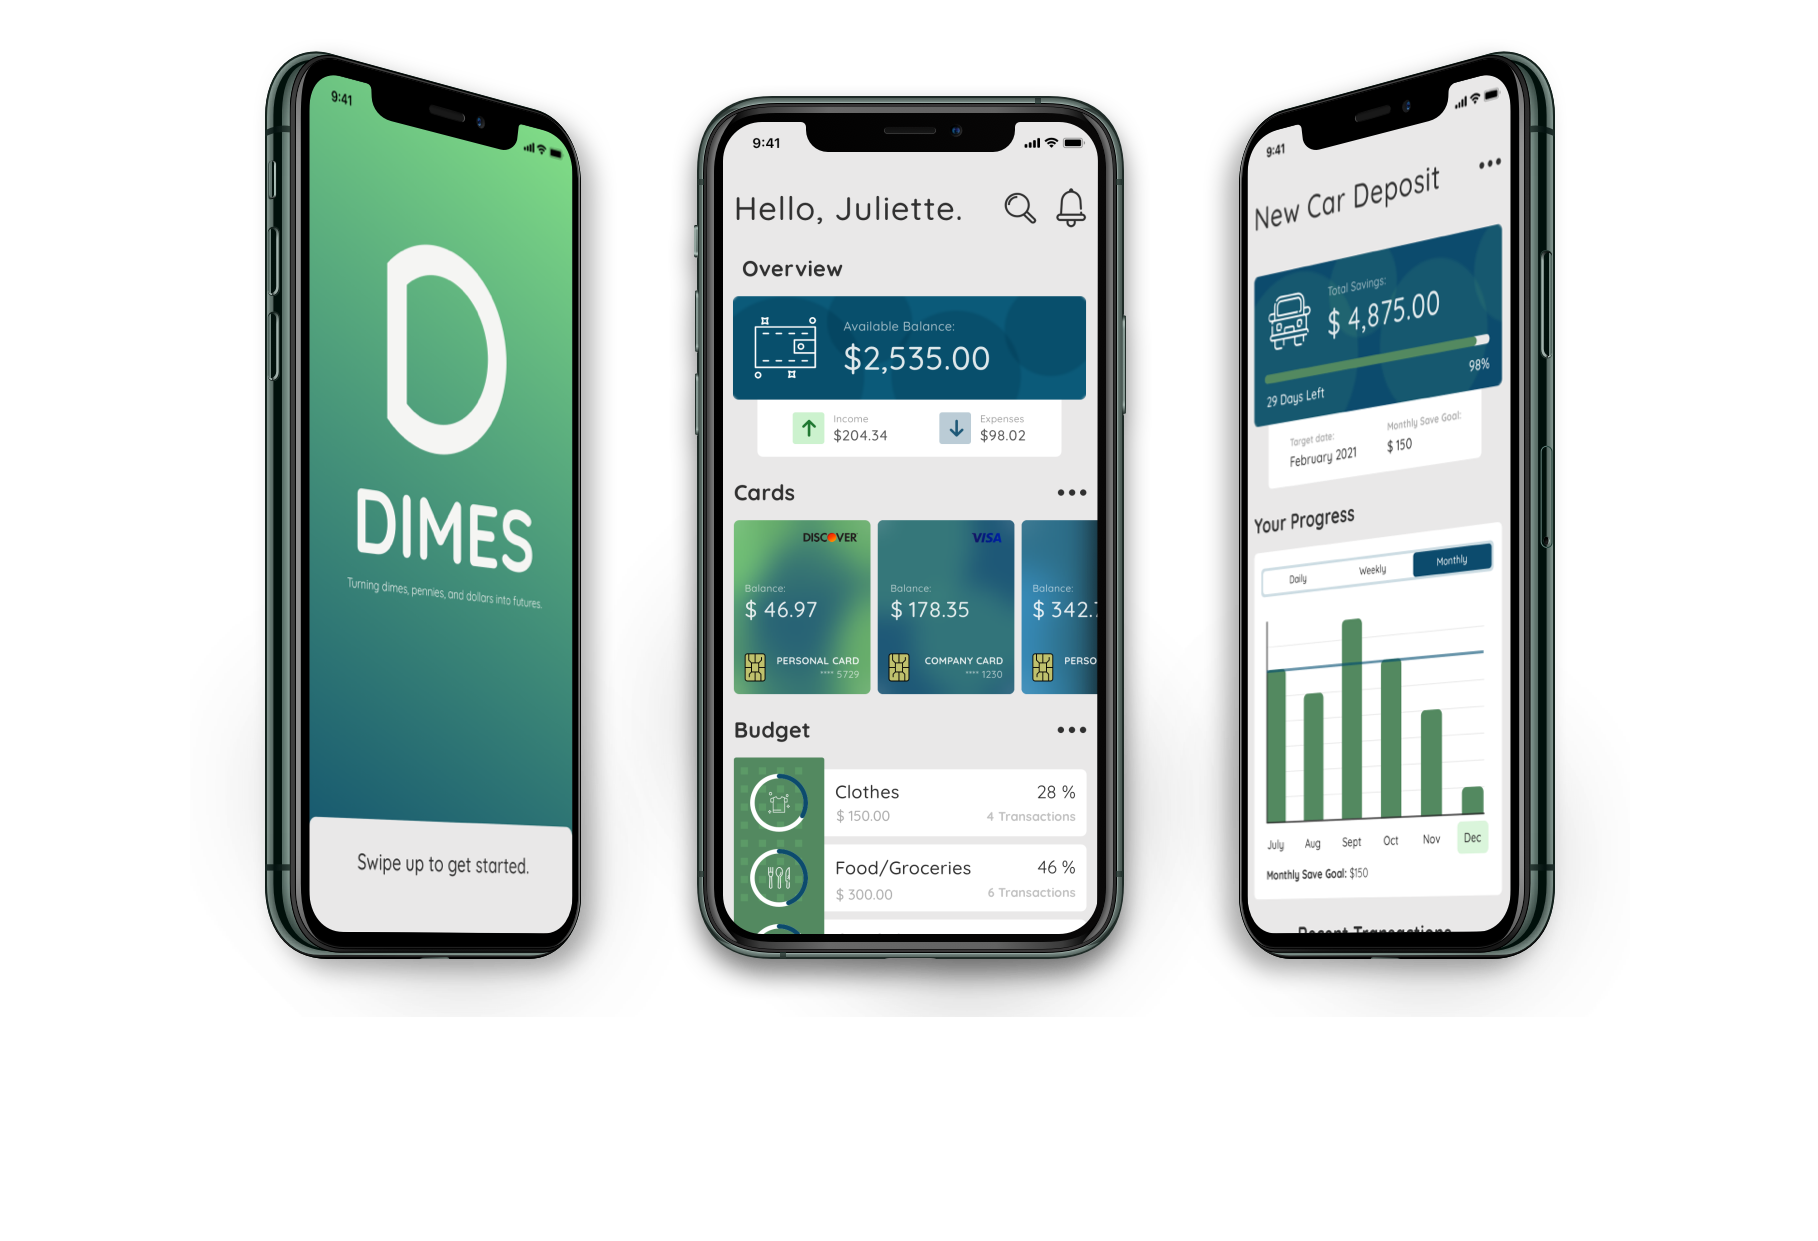 9:41
D
DIMES
Turning dimes, pennies, and dollars into futures.
Swipe up to get started.
9:41
Hello, Juliette.
Overview
Available Balance:
$2,535.00
Income
$204.34
Expenses
$98.02
Cards
DISCOVER
Balance:
$ 46.97
PERSONAL CARD
**** 5729
VISA
Balance:
$ 178.35
COMPANY CARD
**** 1230
Balance:
$ 342.7
PERSO
Budget
Clothes 28 %
$ 150.00 4 Transactions
Food/Groceries 46 %
$ 300.00 6 Transactions
9:41
New Car Deposit
Total Savings:
$ 4,875.00
98%
29 Days Left
Target date:
February 2021
Monthly Save Goal:
$ 150
Your Progress
Daily Weekly Monthly
July Aug Sept Oct Nov Dec
Monthly Save Goal: $150
Recent Transactions